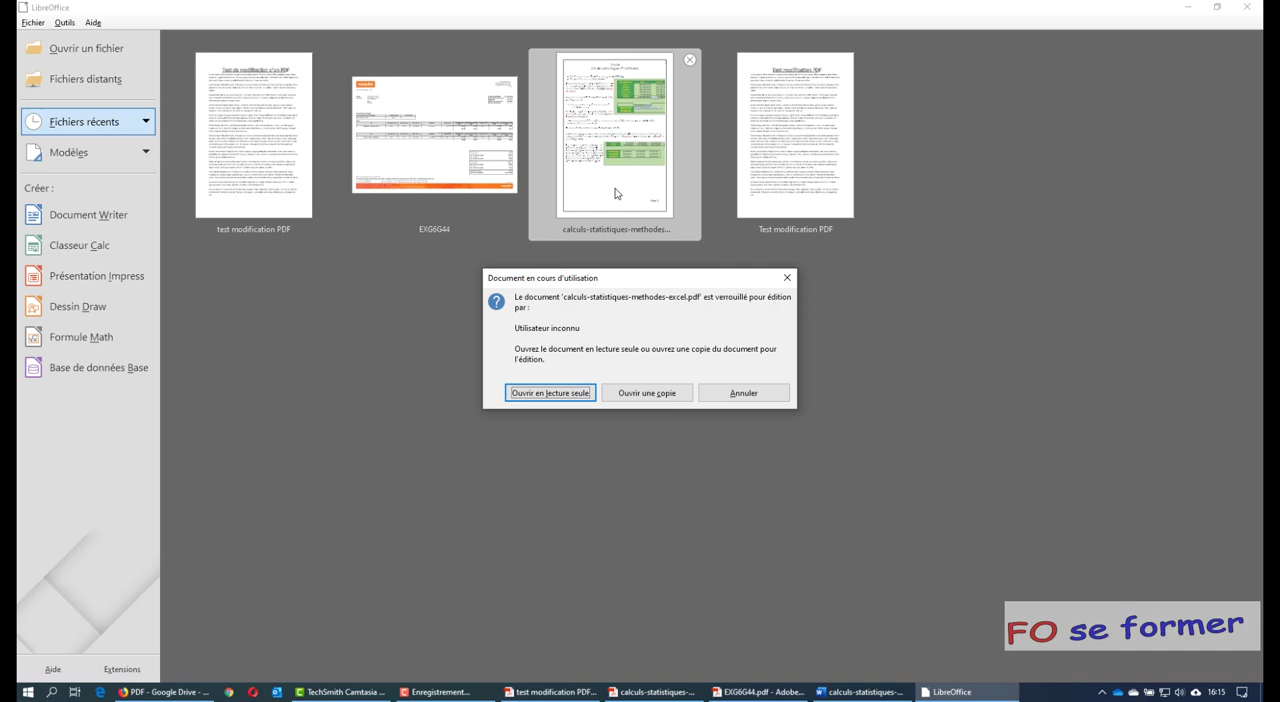 LibreOffice
Fichier Outils Aide
Ouvrir un fichier
Créer
Document Writer
Classeur Calc
Présentation Impress
Dessin Draw
Formule Math
Base de données Base
Aide Extensions
test modification PDF
EXG6G44
calculs-statistiques-methodes...
Test modification PDF
Document en cours d'utilisation
Le document 'calculs-statistiques-methodes-excel.pdf' est verrouillé pour édition
par :
Utilisateur inconnu
Ouvrez le document en lecture seule ou ouvrez une copie du document pour
l'édition.
Ouvrir en lecture seule Ouvrir une copie Annuler
FO se former
PDF - Google Drive - ... TechSmith Camtasia ... Enregistrement... test modification PDF... calculs-statistiques-... EXG6G44.pdf - Adobe... calculs-statistiques-... LibreOffice 16:15